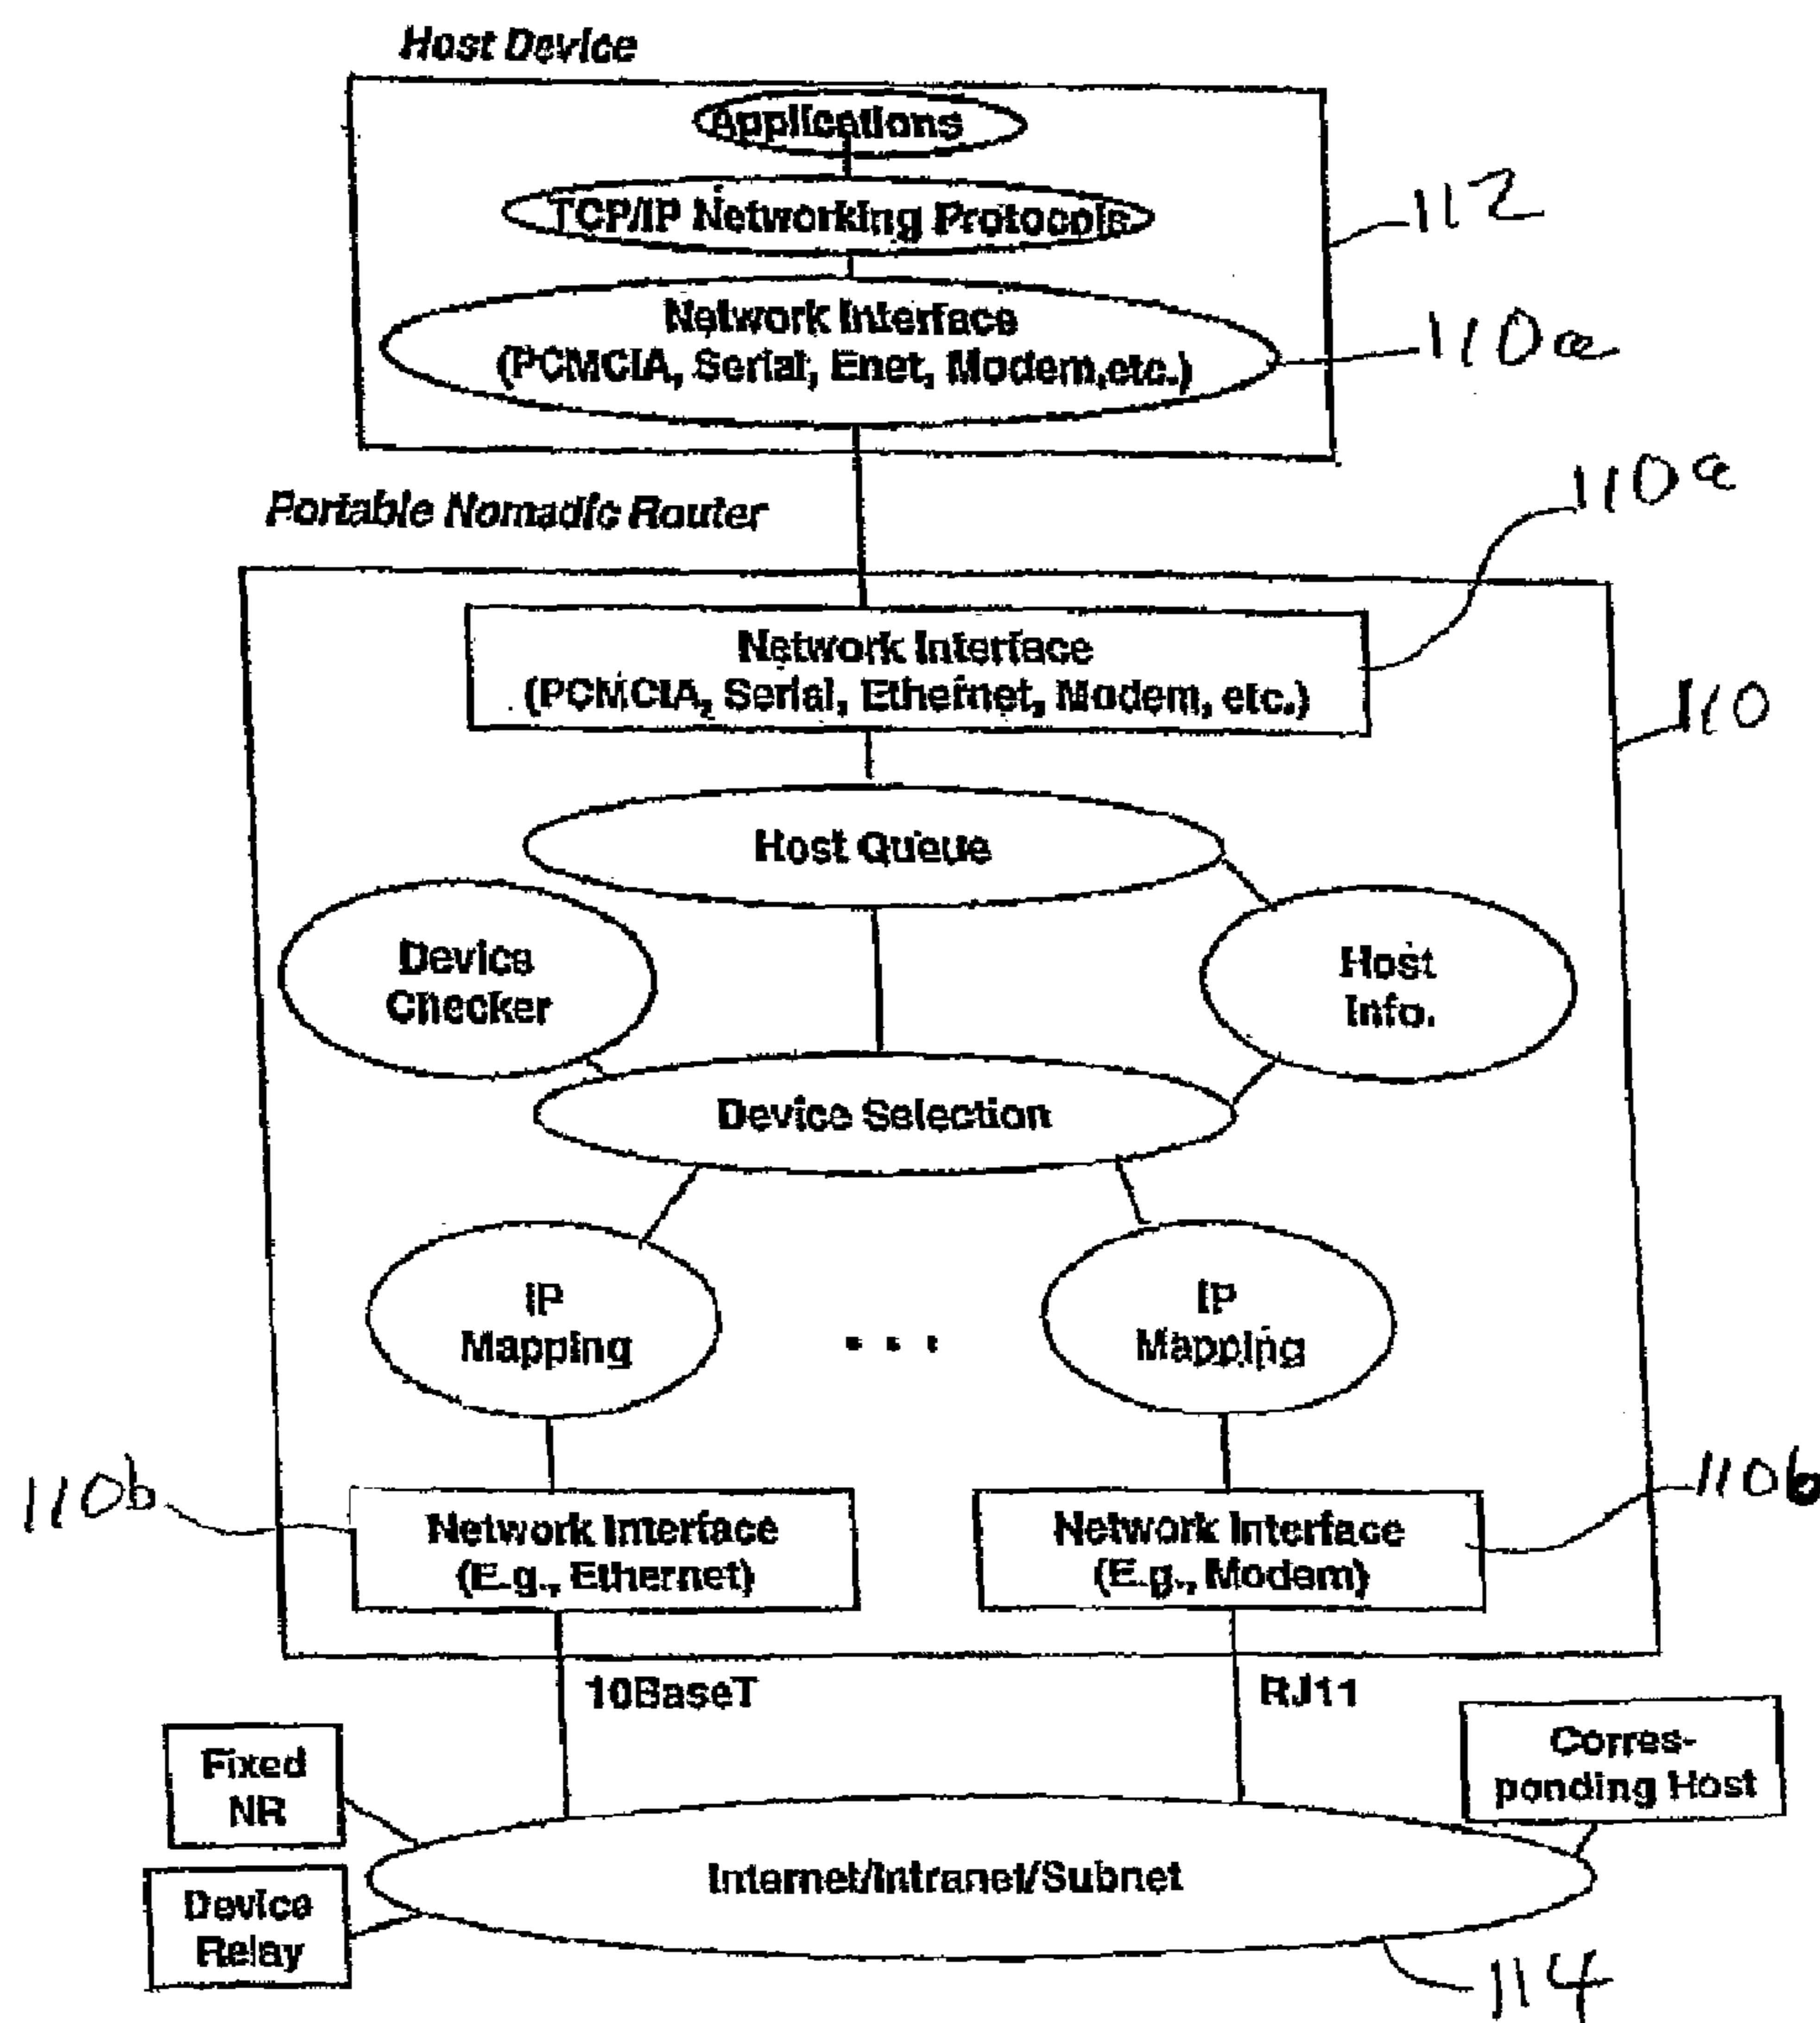 Host Device
Applications
TCP/IP Networking Protocols
112
Network Interface
(PCMCIA, Serial, Enet, Modem, etc.)
110a
Portable Nomadic Router
110a
Network Interface
(PCMCIA, Serial, Ethernet, Modem, etc.)
110
Host Queue
Device
Checker
Host
Info.
Device Selection
IP
Mapping
. . .
IP
Mapping
110b
Network Interface
(E.g., Ethernet)
Network Interface
(E.g., Modem)
110b
10BaseT
RJ11
Fixed
NR
Corres-
ponding Host
Device
Relay
Internet/Intranet/Subnet
114